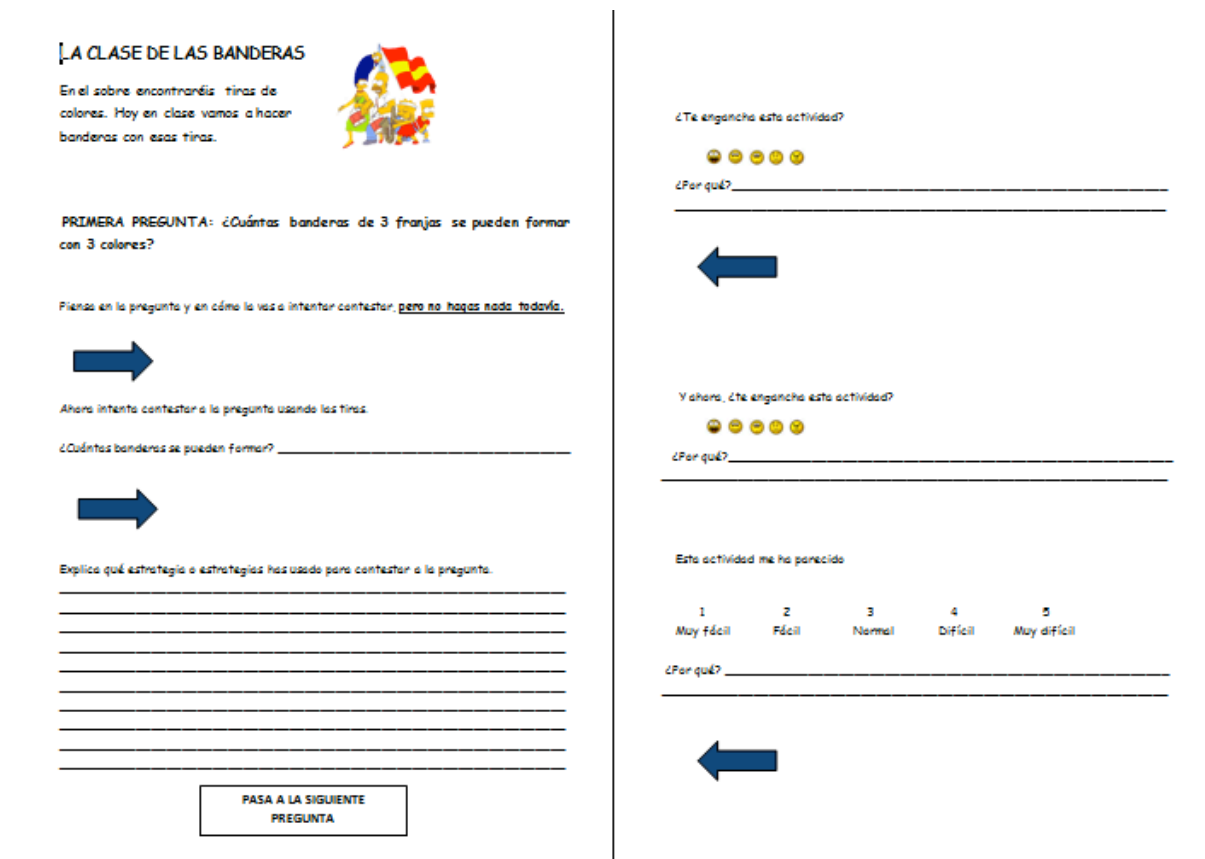 LA CLASE DE LAS BANDERAS
En el sobre encontraréis tiras de
colores. Hoy en clase vamos a hacer
banderas con esas tiras.
PRIMERA PREGUNTA: ¿Cuántas banderas de 3 franjas se pueden formar
con 3 colores?
Piensa en la pregunta y en cómo la vas a intentar contestar, pero no hagas nada todavía.
Ahora intenta contestar a la pregunta usando las tiras.
¿Cuántas banderas se pueden formar?
Explica qué estrategia o estrategias has usado para contestar a la pregunta.
PASA A LA SIGUIENTE
PREGUNTA
¿Te engancha esta actividad?
¿Por qué?
Y ahora, ¿te engancha esta actividad?
¿Por qué?
Esta actividad me ha parecido
1 2 3 4 5
Muy fácil Fácil Normal Difícil Muy difícil
¿Por qué?